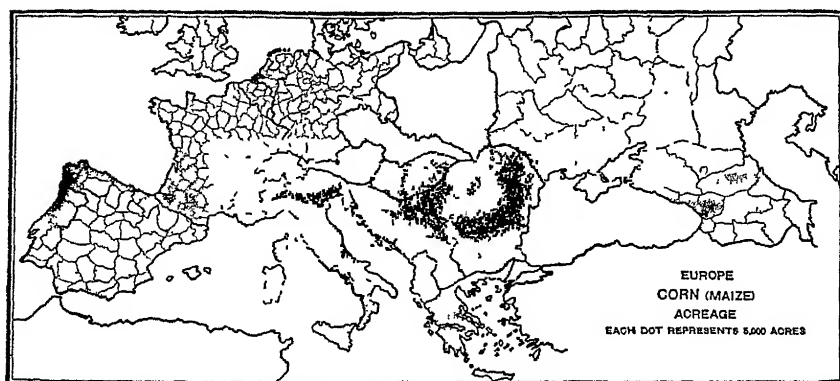 EUROPE
CORN (MAIZE)
ACREAGE
EACH DOT REPRESENTS 5,000 ACRES